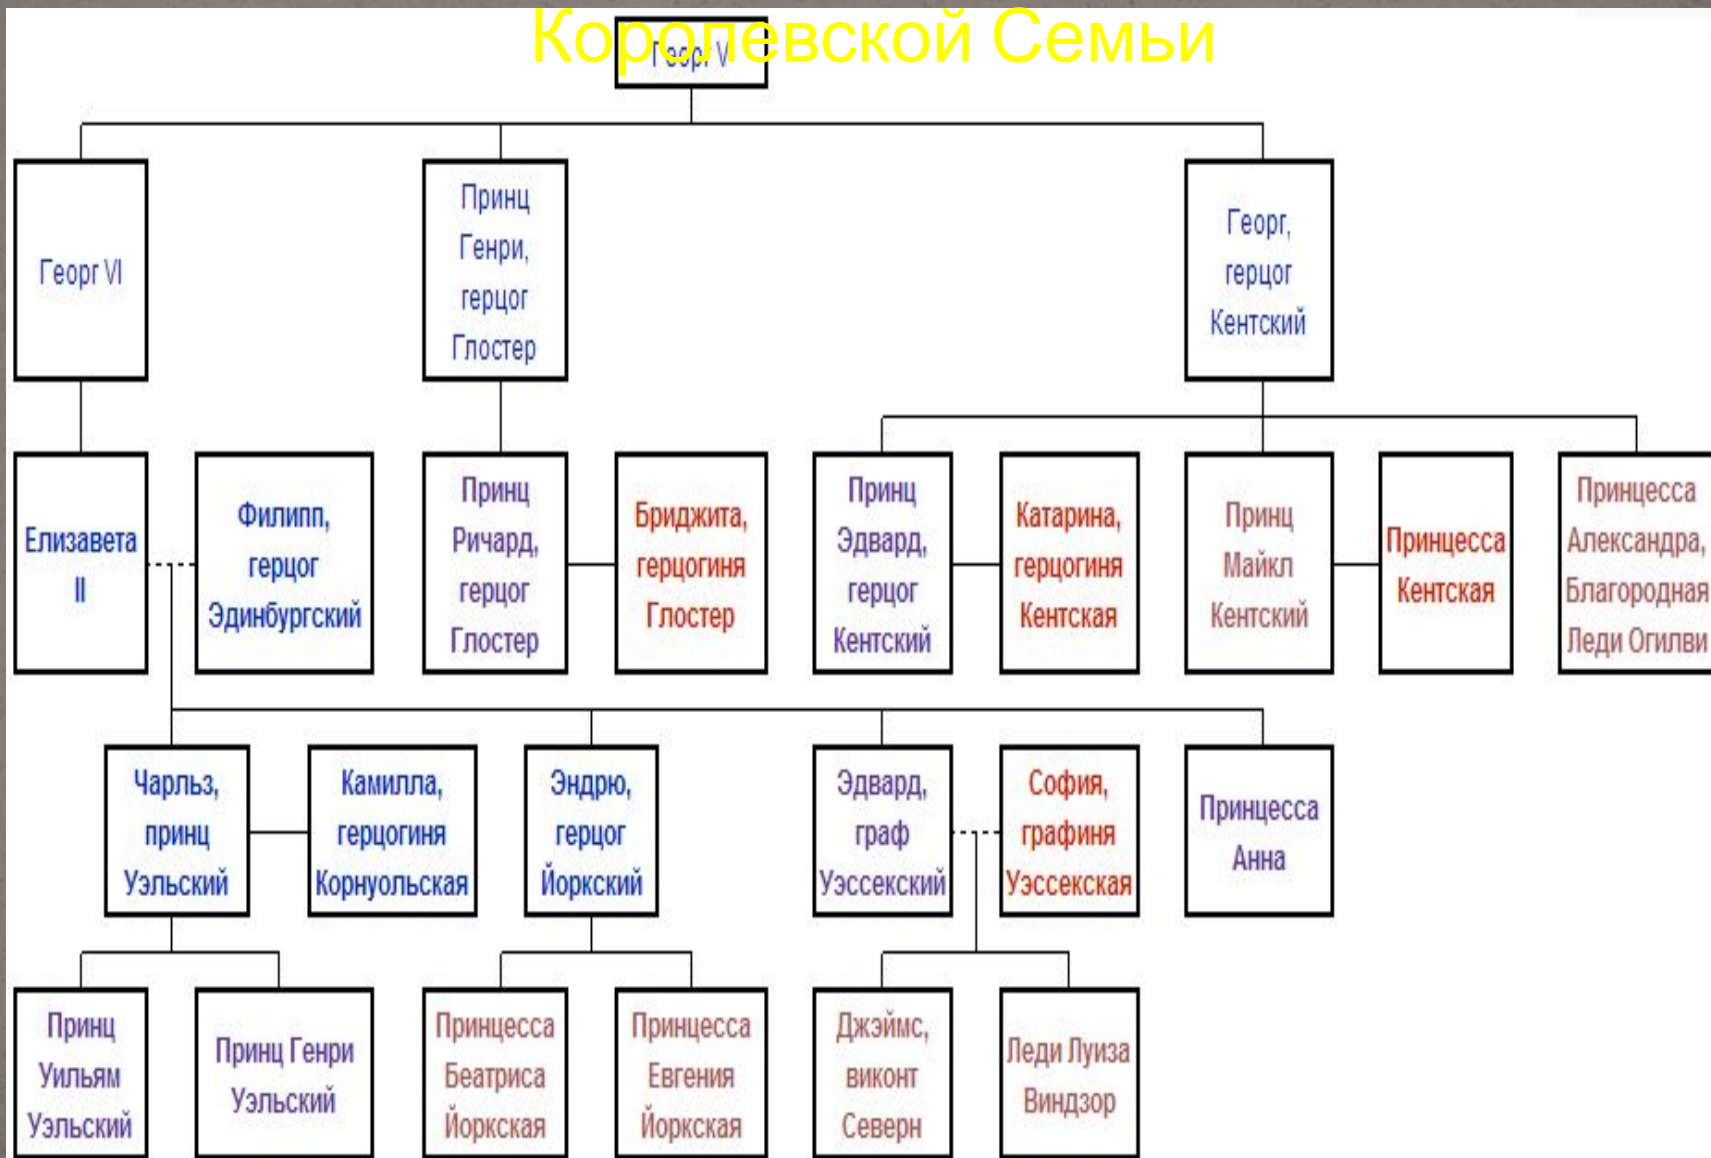 Королевской Семьи
Георг V
Георг VI
Принц
Генри,
герцог
Глостер
Георг,
герцог
Кентский
Елизавета
II
Филипп,
герцог
Эдинбургский
Принц
Ричард,
герцог
Глостер
Бриджита,
герцогиня
Глостер
Принц
Эдвард,
герцог
Кентский
Катарина,
герцогиня
Кентская
Принц
Майкл
Кентский
Принцесса
Кентская
Принцесса
Александра,
Благородная
Леди Огилви
Чарльз,
принц
Уэльский
Камилла,
герцогиня
Корнуольская
Эндрю,
герцог
Йоркский
Эдвард,
граф
Уэссекский
София,
графиня
Уэссекская
Принцесса
Анна
Принц
Уильям
Уэльский
Принц Генри
Уэльский
Принцесса
Беатриса
Йоркская
Принцесса
Евгения
Йоркская
Джэймс,
виконт
Северн
Леди Луиза
Виндзор